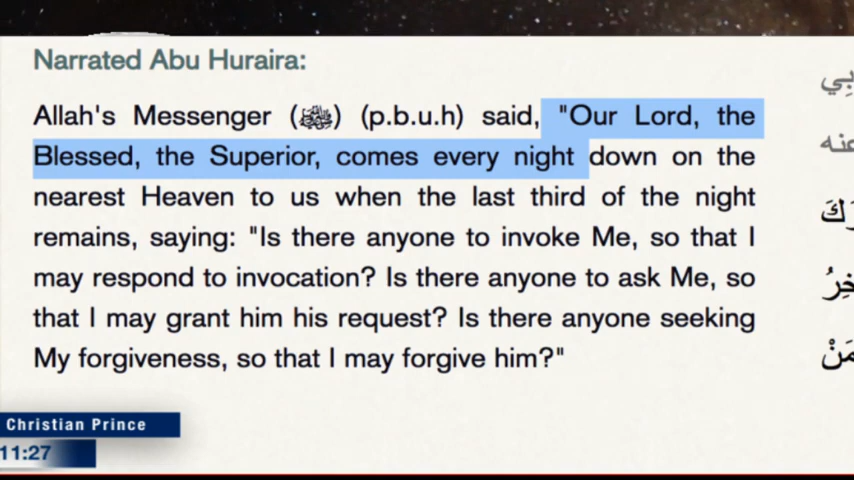 Narrated Abu Huraira:
Allah's Messenger (ﷺ) (p.b.u.h) said, "Our Lord, the
Blessed, the Superior, comes every night down on the
nearest Heaven to us when the last third of the night
remains, saying: "Is there anyone to invoke Me, so that I
may respond to invocation? Is there anyone to ask Me, so
that I may grant him his request? Is there anyone seeking
My forgiveness, so that I may forgive him?"
عنه
Christian Prince
11:27